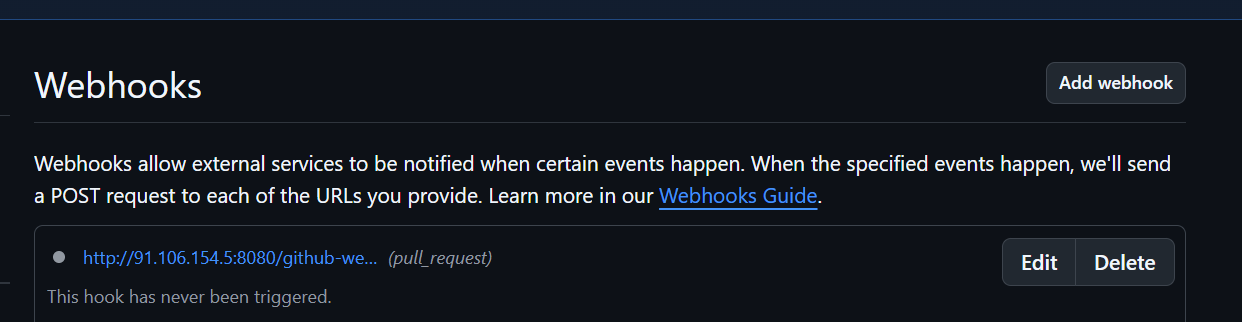 Webhooks
Add webhook
Webhooks allow external services to be notified when certain events happen. When the specified events happen, we'll send
a POST request to each of the URLs you provide. Learn more in our Webhooks Guide.
http://91.106.154.5:8080/github-we... (pull_request)
Edit
Delete
This hook has never been triggered.